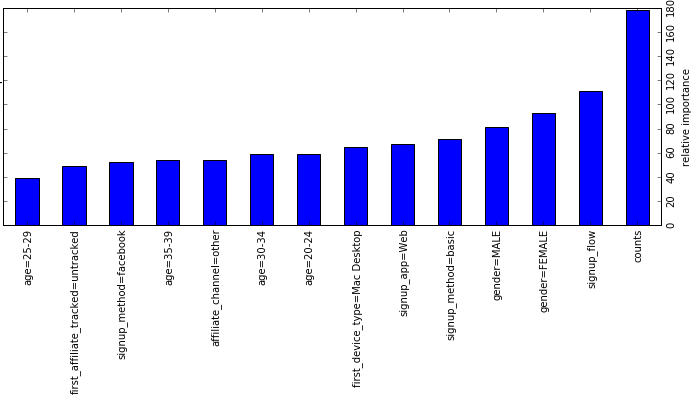 180
160
140
120
100
80
60
40
20
0
relative importance
age=25-29
first_affiliate_tracked=untracked
signup_method=facebook
age=35-39
affiliate_channel=other
age=30-34
age=20-24
first_device_type=Mac Desktop
signup_app=Web
signup_method=basic
gender=MALE
gender=FEMALE
signup_flow
counts